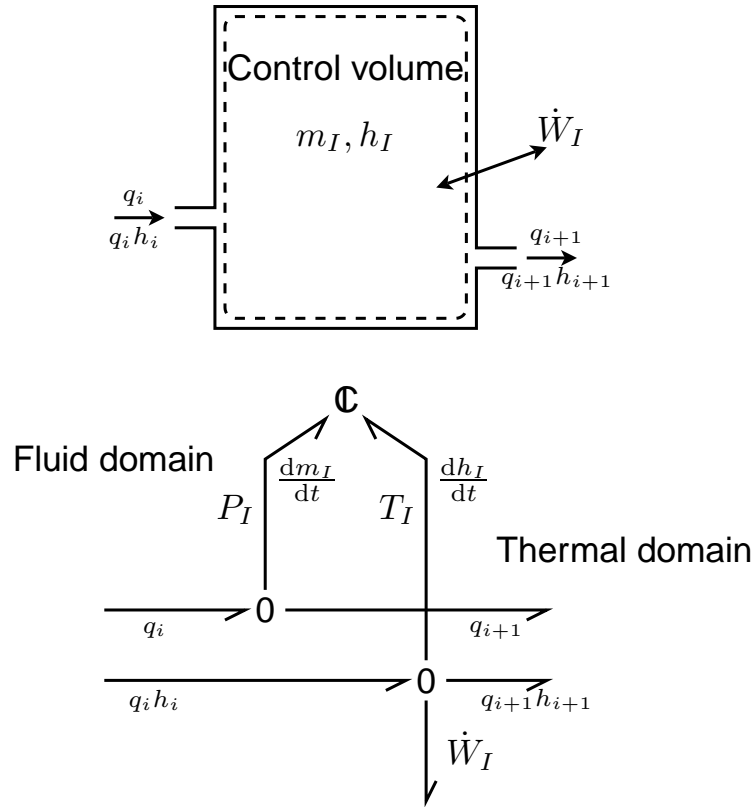 Control volume
m_I, h_I
Ẇ_I
q_i
q_i h_i
q_{i+1}
q_{i+1} h_{i+1}
ℂ
Fluid domain
P_I
dm_I/dt
T_I
dh_I/dt
Thermal domain
0
q_i
q_{i+1}
0
q_i h_i
q_{i+1} h_{i+1}
Ẇ_I